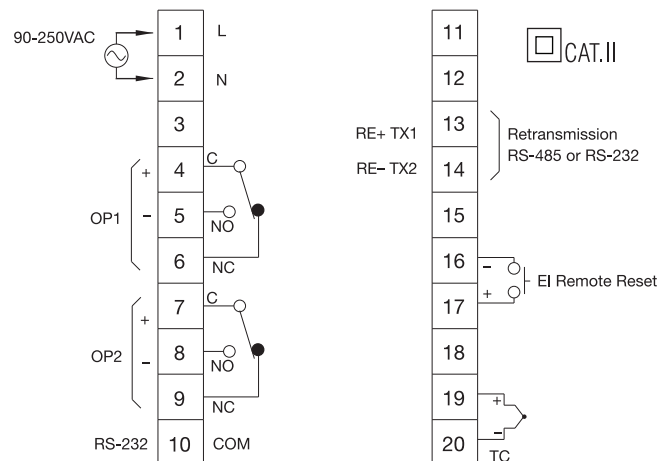 90-250VAC
1 L
2 N
3
+ 4 C
OP1 - 5 NO
6 NC
7 C
+
OP2 - 8 NO
9 NC
RS-232 10 COM
11
CAT.II
12
RE+ TX1 13
Retransmission
RS-485 or RS-232
RE- TX2 14
15
16 -
EI Remote Reset
17 +
18
19 +
20 - TC